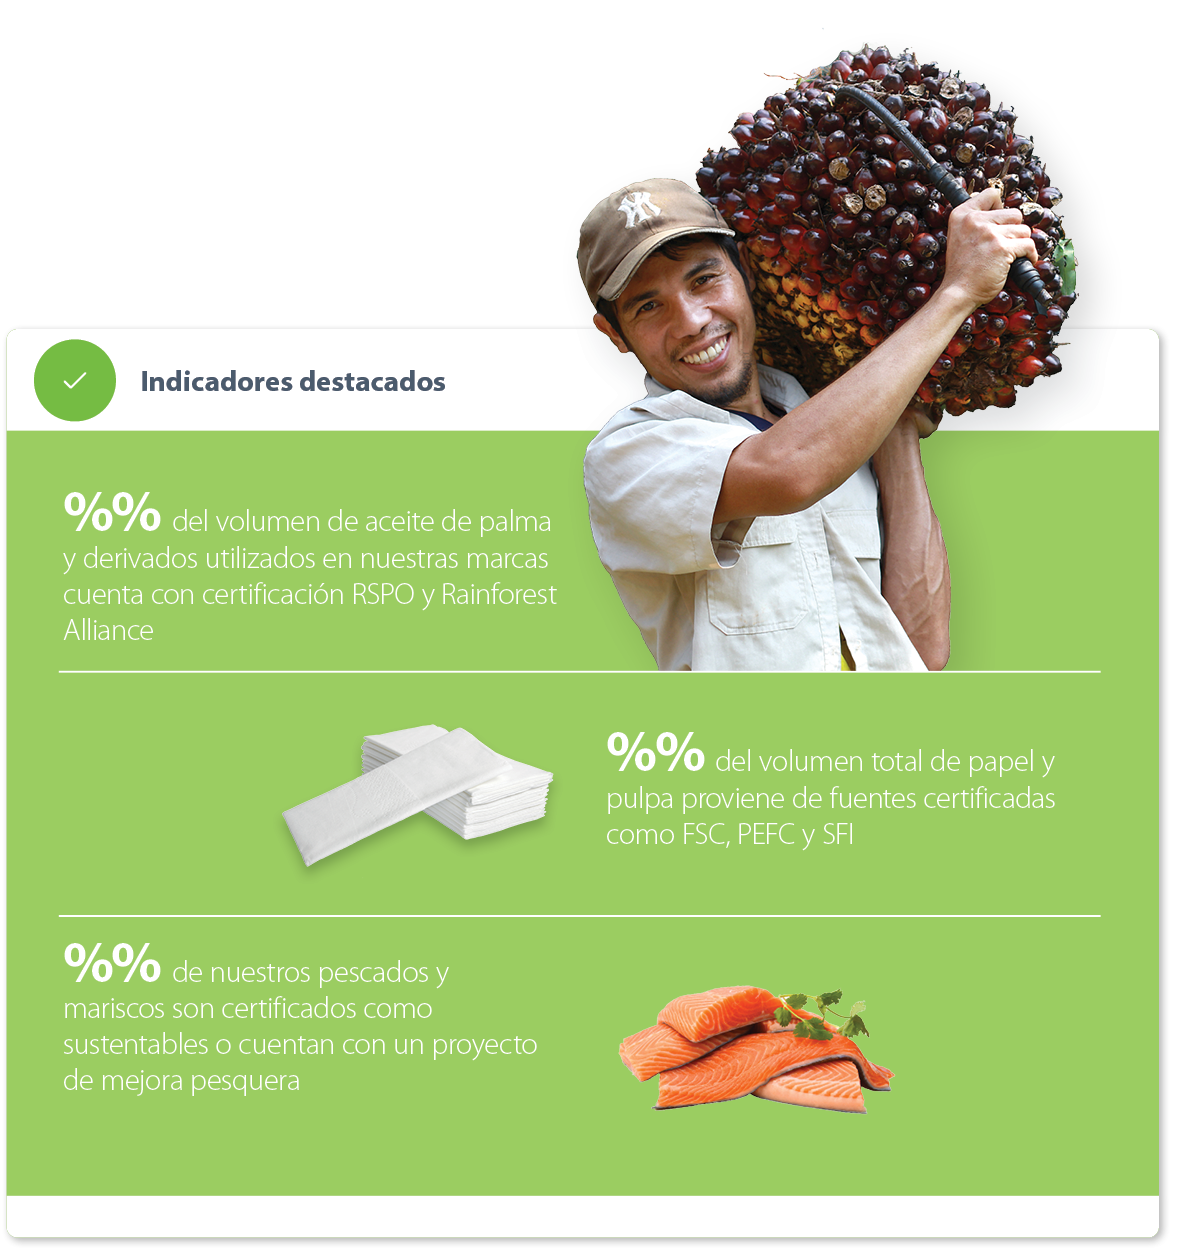 NY
Indicadores destacados
%% del volumen de aceite de palma
y derivados utilizados en nuestras marcas
cuenta con certificación RSPO y Rainforest
Alliance
%% del volumen total de papel y
pulpa proviene de fuentes certificadas
como FSC, PEFC y SFI
%% de nuestros pescados y
mariscos son certificados como
sustentables o cuentan con un proyecto
de mejora pesquera